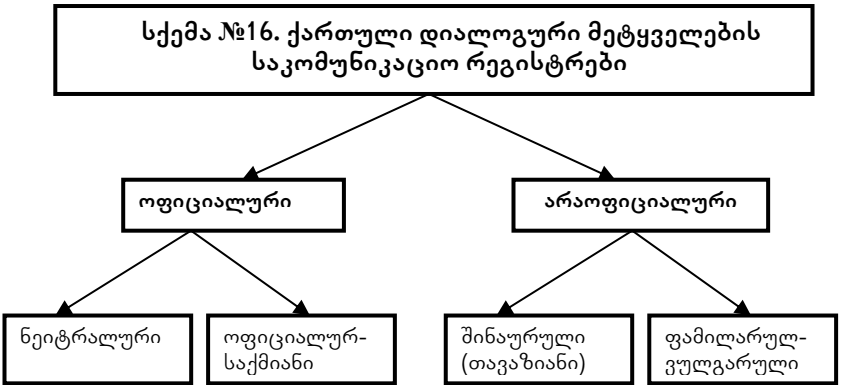 სქემა №16. ქართული დიალოგური მეტყველების
საკომუნიკაციო რეგისტრები
ოფიციალური
არაოფიციალური
ნეიტრალური
ოფიციალურ-
საქმიანი
შინაურული
(თავაზიანი)
ფამილარულ-
ვულგარული